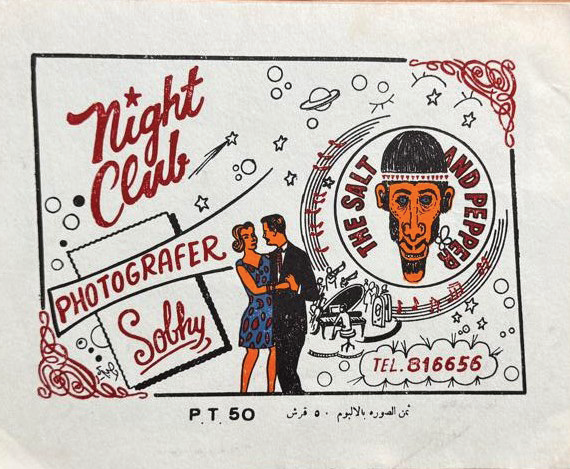 Night
Club
PHOTOGRAFER
Sobhy
THE SALT
AND PEPPER
TEL. 816656
P.T. 50
ثمن الصوره بالالبوم ٥٠ قرش